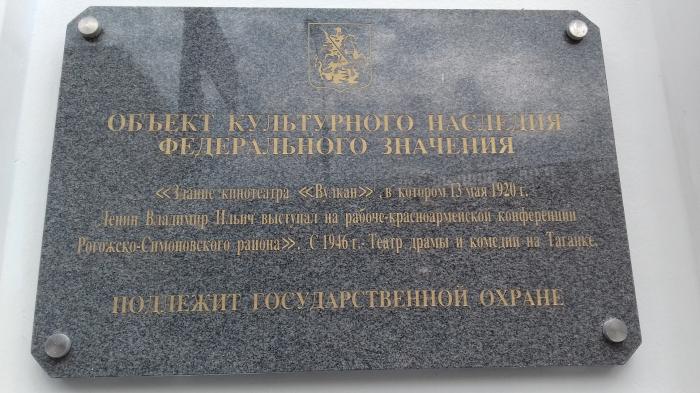 ОБЪЕКТ КУЛЬТУРНОГО НАСЛЕДИЯ
ФЕДЕРАЛЬНОГО ЗНАЧЕНИЯ
«Здание кинотеатра «Вулкан», в котором 13 мая 1920 г.
Ленин Владимир Ильич выступал на рабоче-красноармейской конференции
Рогожско-Симоновского района». С 1946 г.- Театр драмы и комедии на Таганке.
ПОДЛЕЖИТ ГОСУДАРСТВЕННОЙ ОХРАНЕ